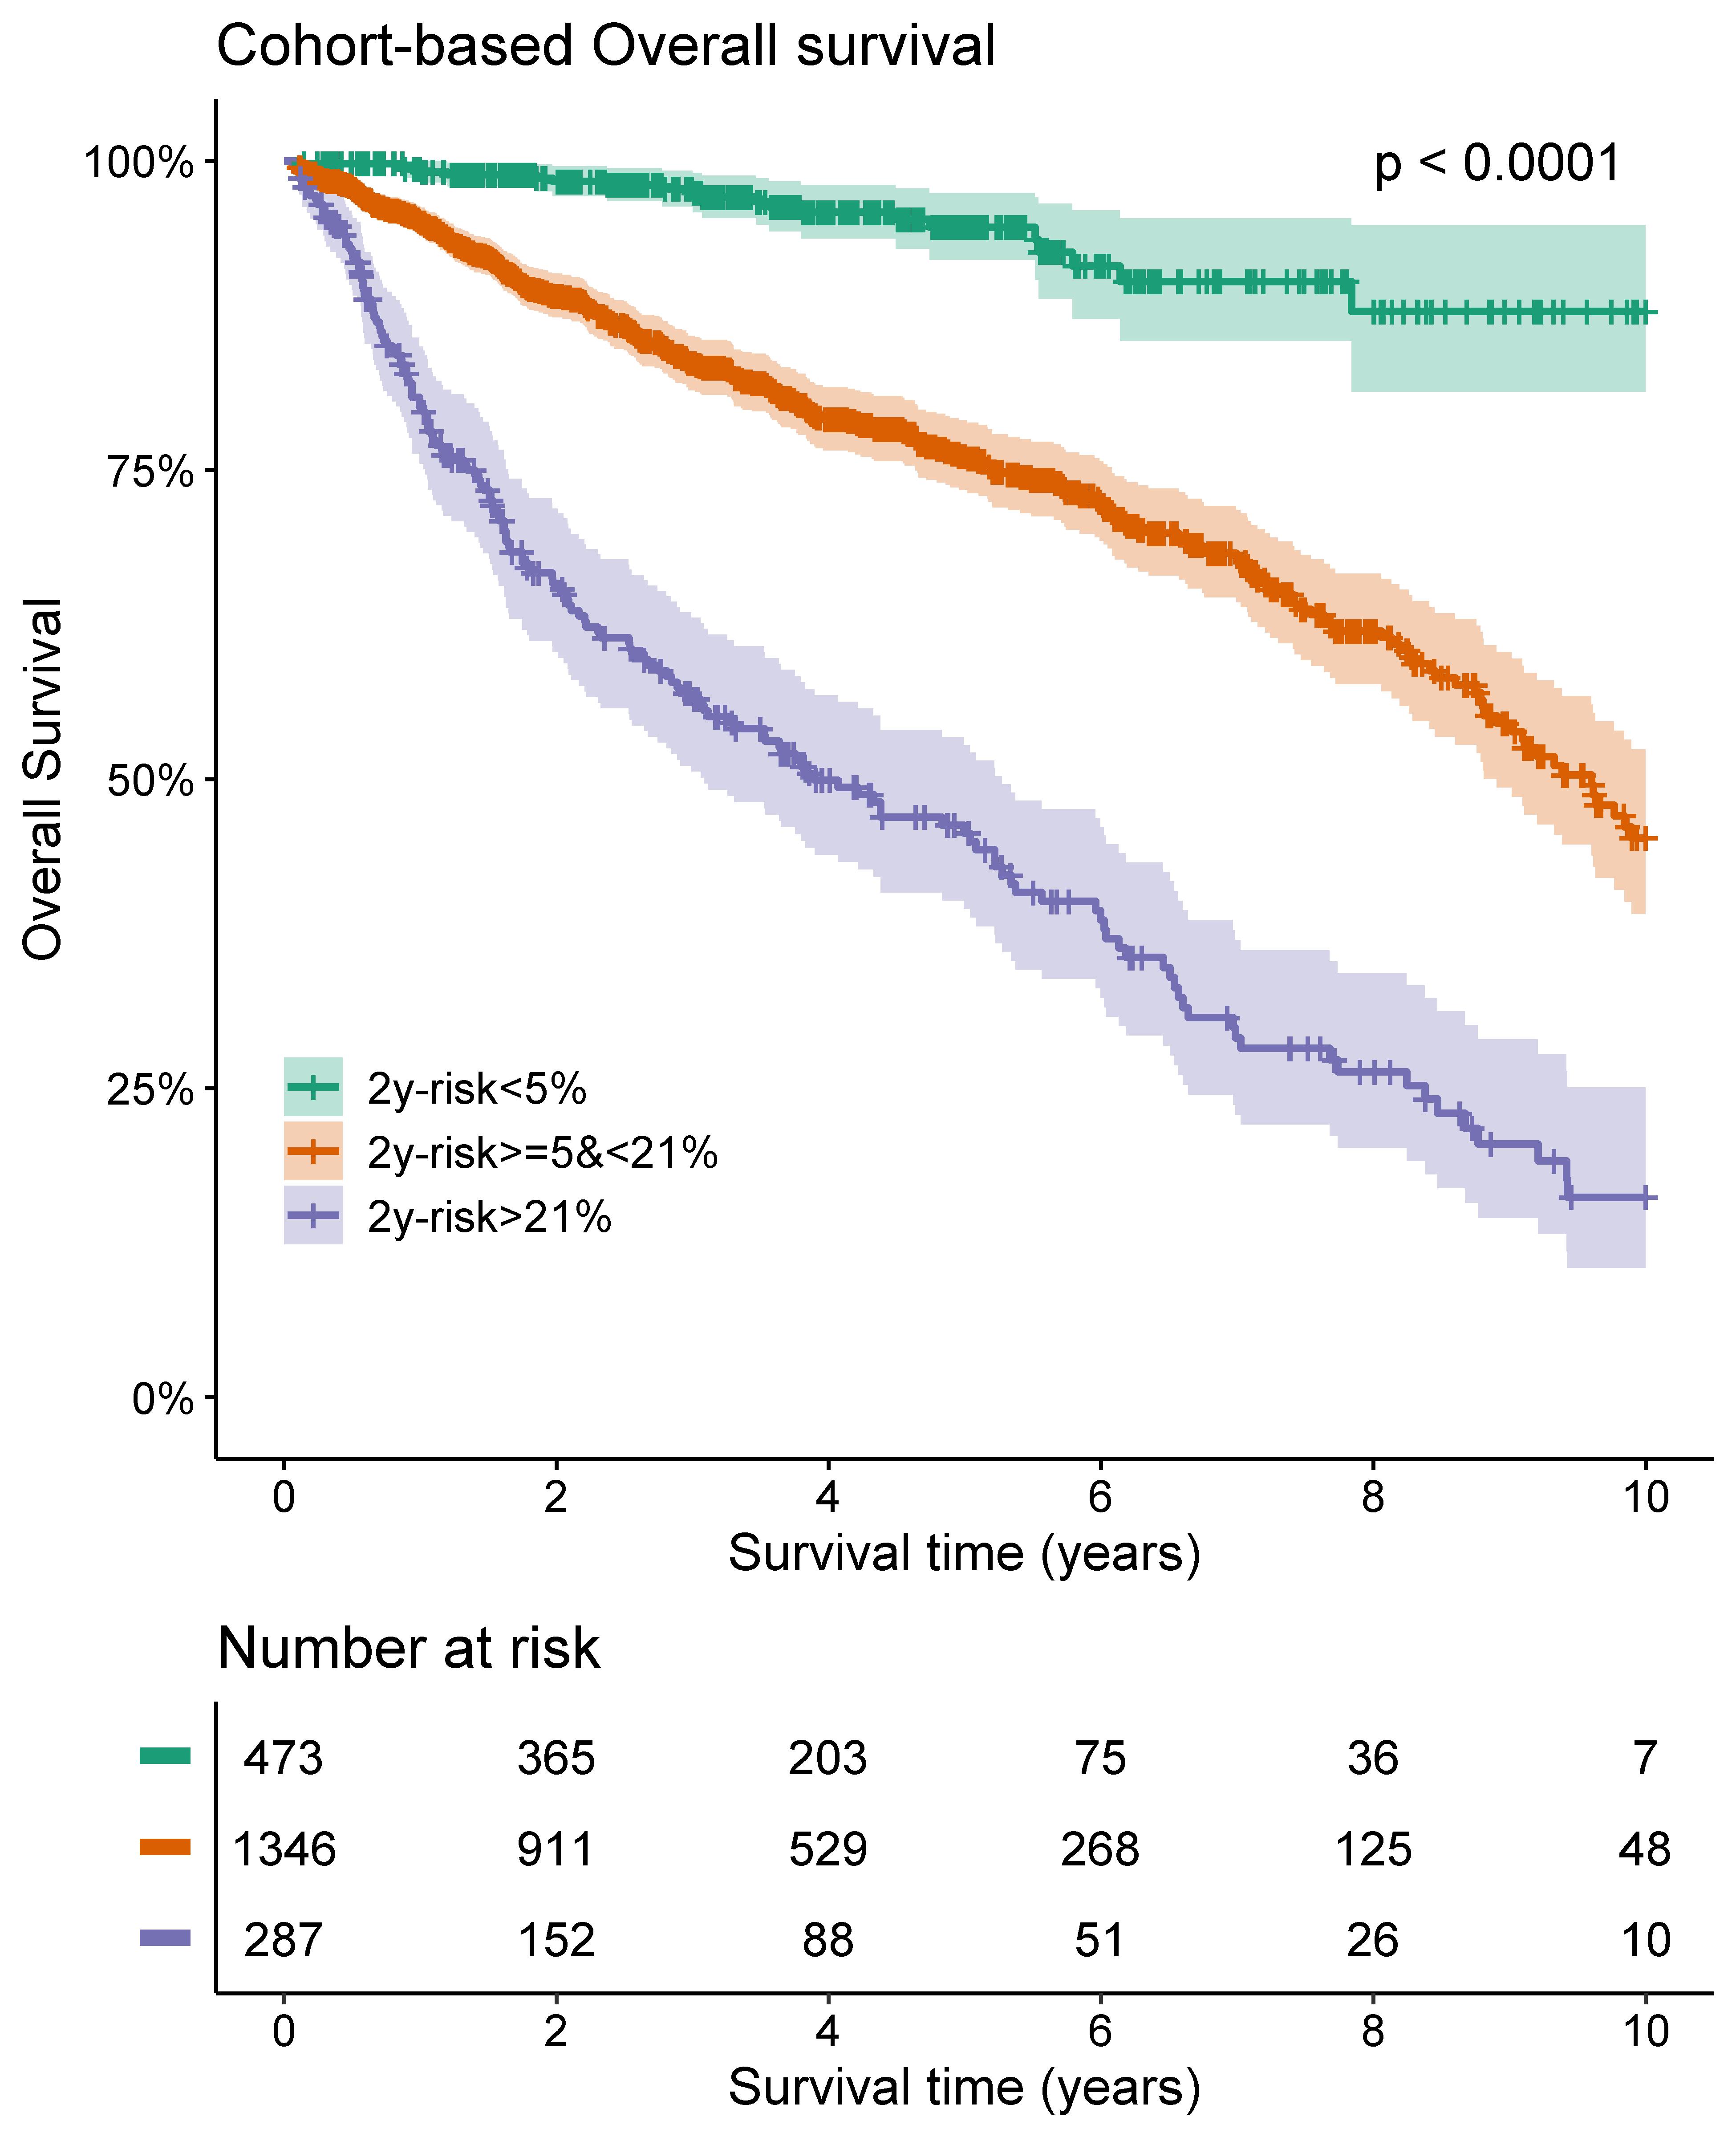 Cohort-based Overall survival
100%
p < 0.0001
75%
Overall Survival
50%
25%
0%
2y-risk<5%
2y-risk>=5&<21%
2y-risk>21%
0 2 4 6 8 10
Survival time (years)
Number at risk
473 365 203 75 36 7
1346 911 529 268 125 48
287 152 88 51 26 10
0 2 4 6 8 10
Survival time (years)